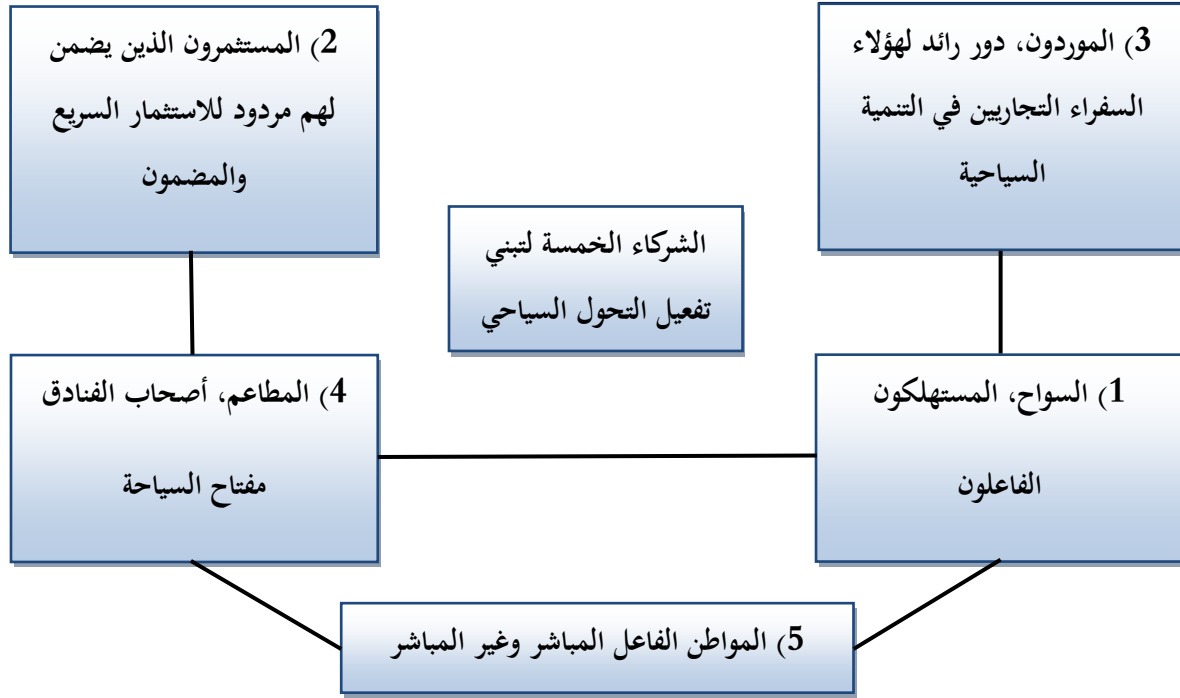 3) الموردون، دور رائد لهؤلاء
السفراء التجاريين في التنمية
السياحية
2) المستثمرون الذين يضمن
لهم مردود للاستثمار السريع
والمضمون
الشركاء الخمسة لتبني
تفعيل التحول السياحي
1) السواح، المستهلكون
الفاعلون
4) المطاعم، أصحاب الفنادق
مفتاح السياحة
5) المواطن الفاعل المباشر وغير المباشر